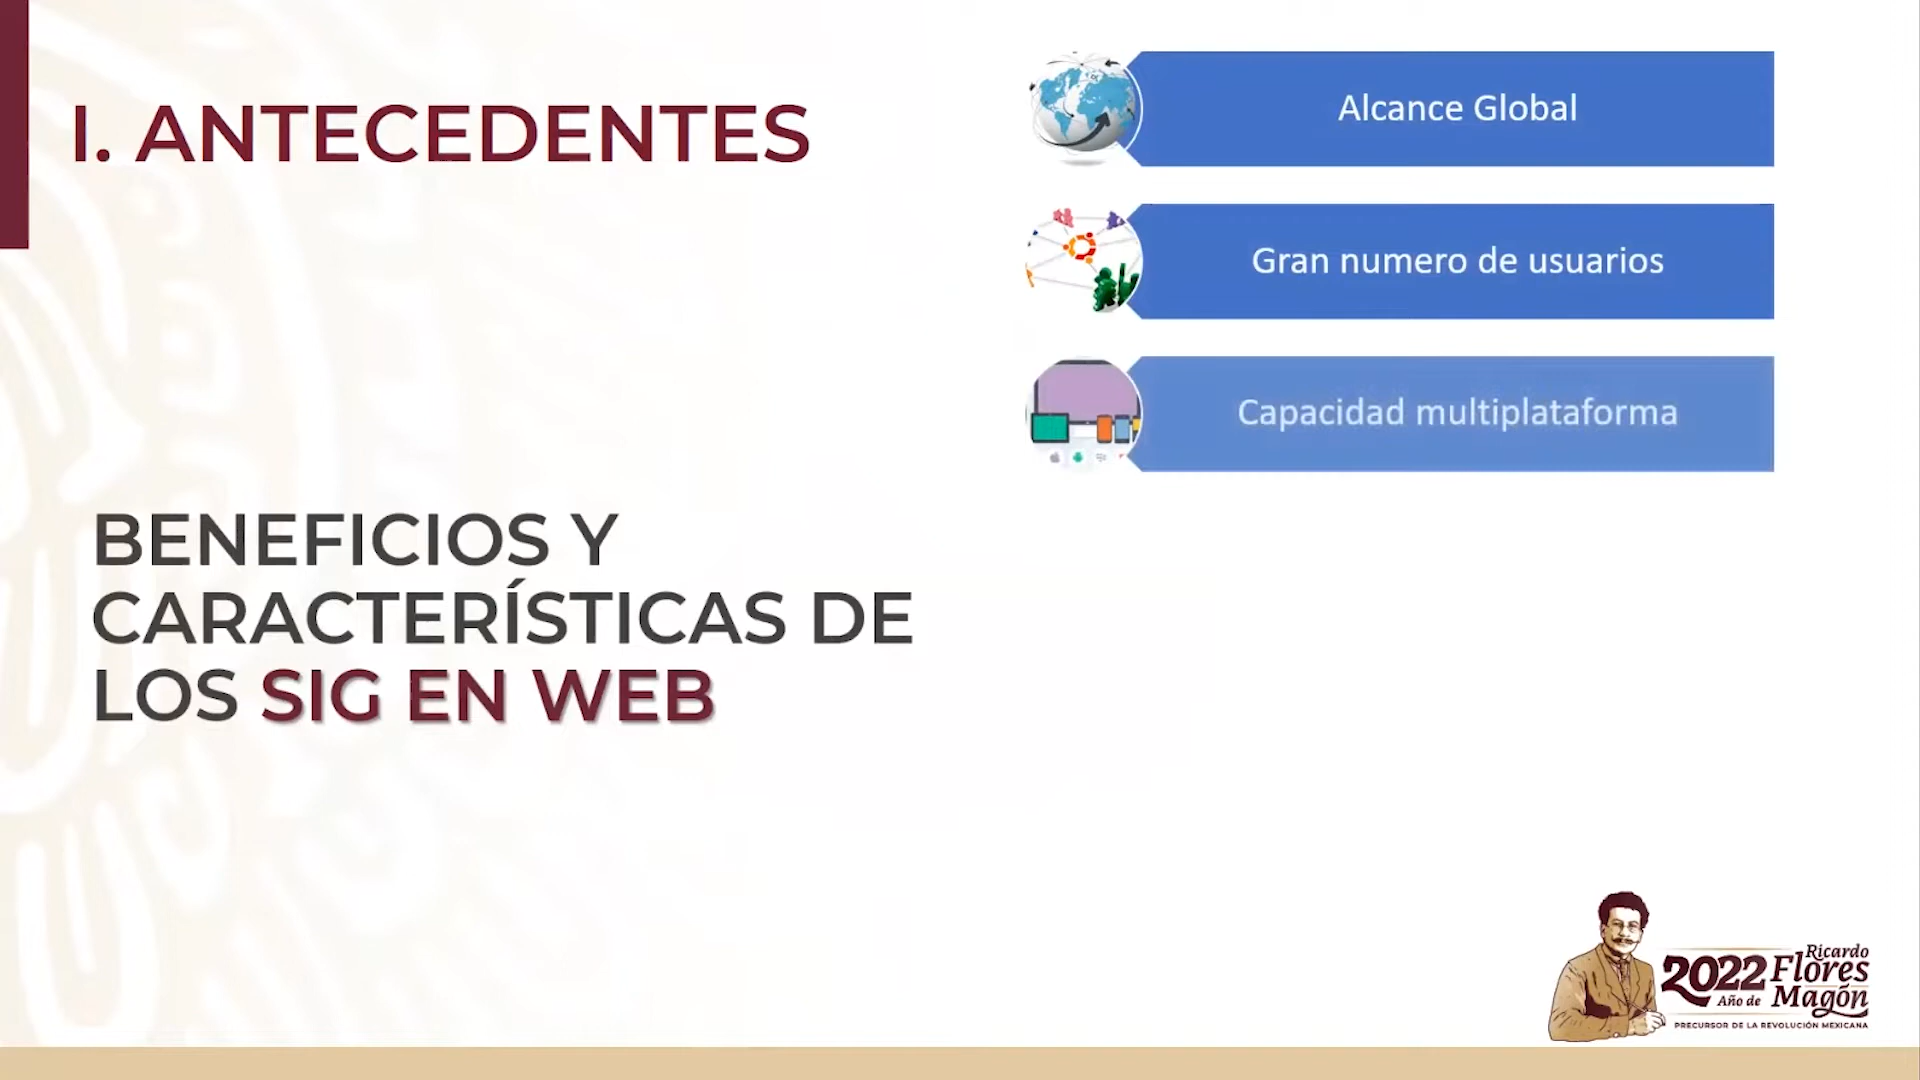 I. ANTECEDENTES
BENEFICIOS Y
CARACTERÍSTICAS DE
LOS SIG EN WEB
Alcance Global
Gran numero de usuarios
Capacidad multiplataforma
2022 Ricardo
Flores
Año de Magón
PRECURSOR DE LA REVOLUCIÓN MEXICANA